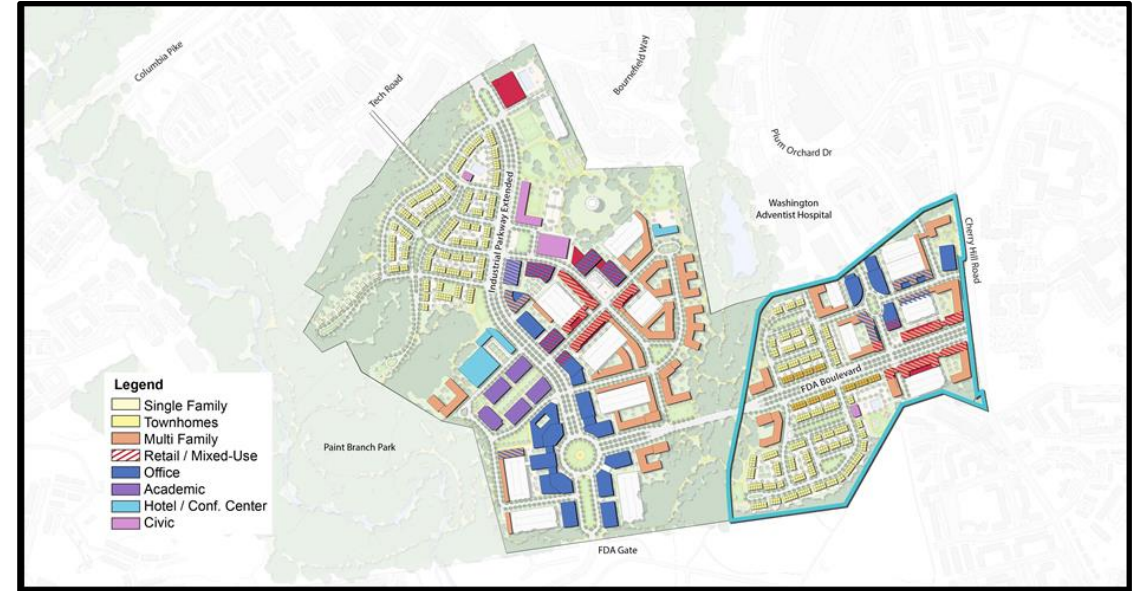 Columbia Pike
Tech Road
Bournefield Way
Plum Orchard Dr
Washington
Adventist Hospital
Cherry Hill Road
Industrial Parkway Extended
FDA Boulevard
Legend
Single Family
Townhomes
Multi Family
Retail / Mixed-Use
Office
Academic
Hotel / Conf. Center
Civic
Paint Branch Park
FDA Gate